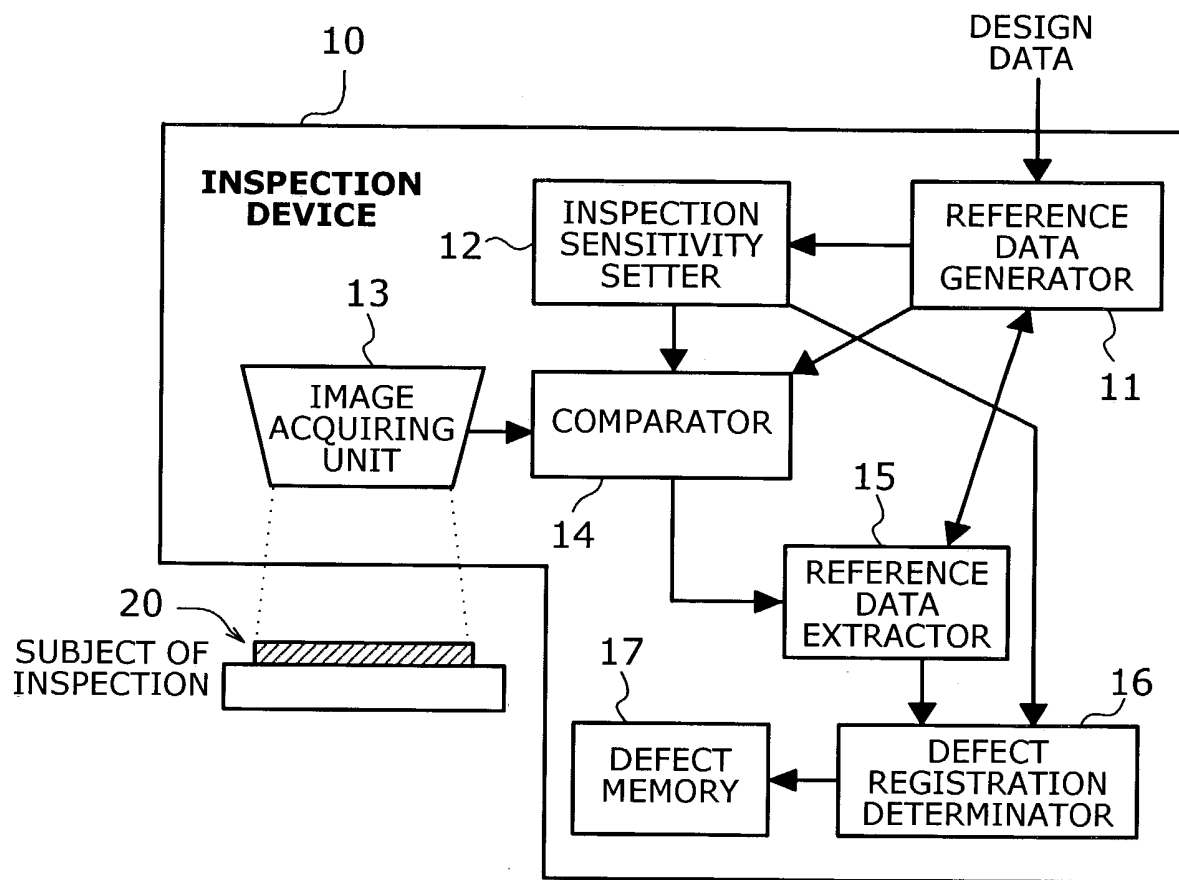 DESIGN
DATA
10
INSPECTION
DEVICE
12
INSPECTION
SENSITIVITY
SETTER
REFERENCE
DATA
GENERATOR
11
13
IMAGE
ACQUIRING
UNIT
COMPARATOR
14
15
REFERENCE
DATA
EXTRACTOR
20
SUBJECT OF
INSPECTION
17
DEFECT
MEMORY
16
DEFECT
REGISTRATION
DETERMINATOR